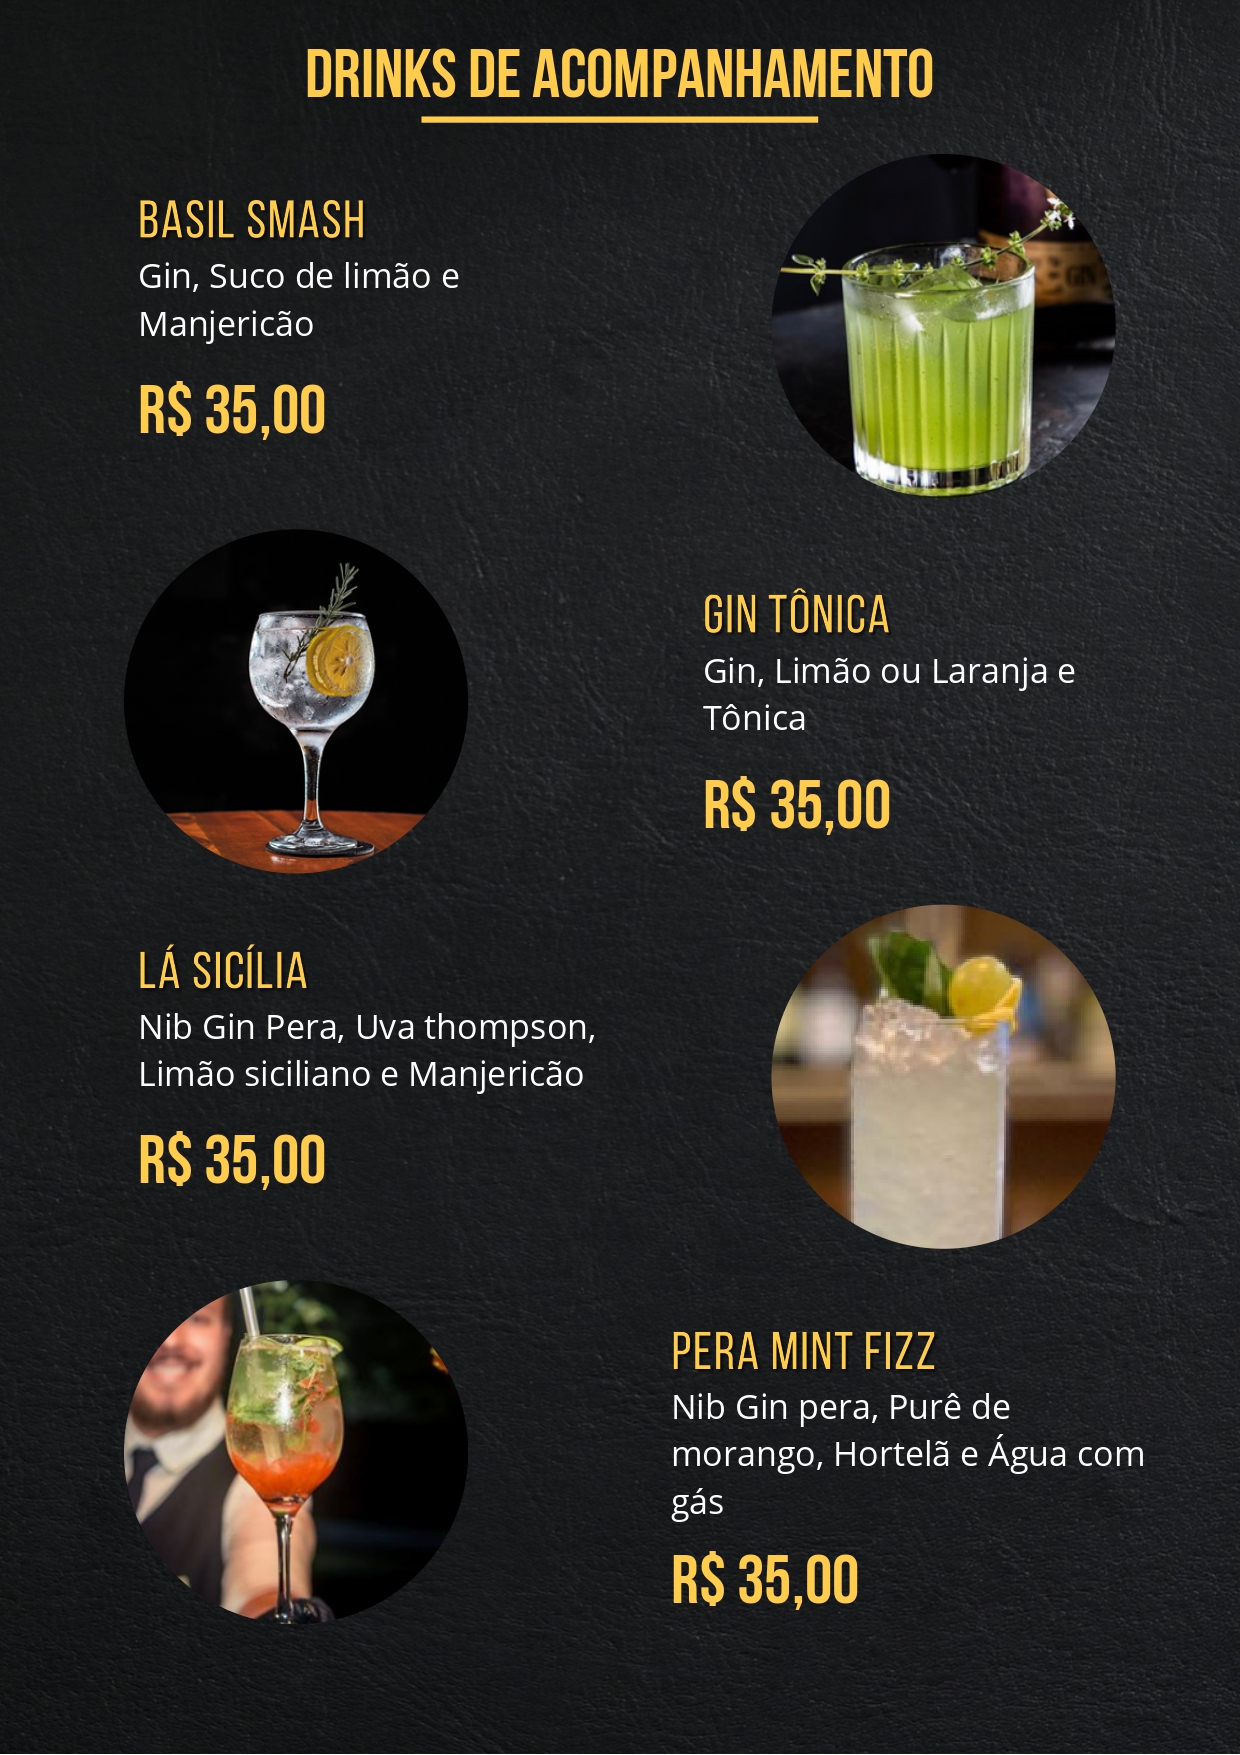 DRINKS DE ACOMPANHAMENTO
BASIL SMASH
Gin, Suco de limão e
Manjericão
R$ 35,00
GIN TÔNICA
Gin, Limão ou Laranja e
Tônica
R$ 35,00
LÁ SICÍLIA
Nib Gin Pera, Uva thompson,
Limão siciliano e Manjericão
R$ 35,00
PERA MINT FIZZ
Nib Gin pera, Purê de
morango, Hortelã e Água com
gás
R$ 35,00